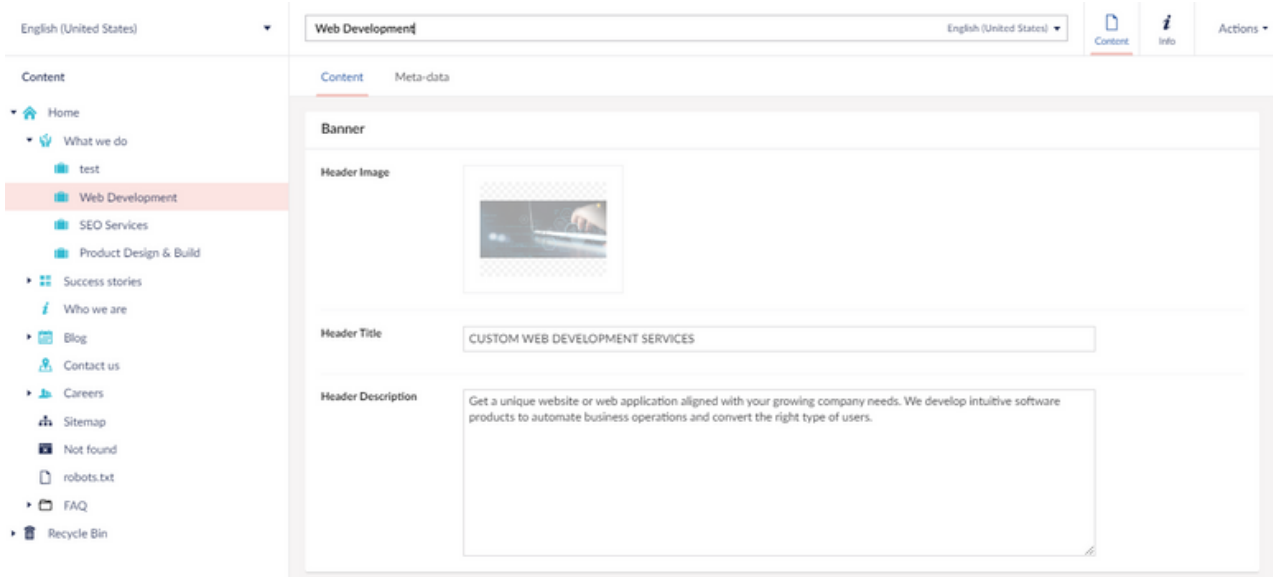 English (United States)
Web Development
English (United States)
Content
Info
Actions
Content
Content
Meta-data
Home
What we do
test
Web Development
SEO Services
Product Design & Build
Success stories
Who we are
Blog
Contact us
Careers
Sitemap
Not found
robots.txt
FAQ
Recycle Bin
Banner
Header Image
Header Title
CUSTOM WEB DEVELOPMENT SERVICES
Header Description
Get a unique website or web application aligned with your growing company needs. We develop intuitive software
products to automate business operations and convert the right type of users.